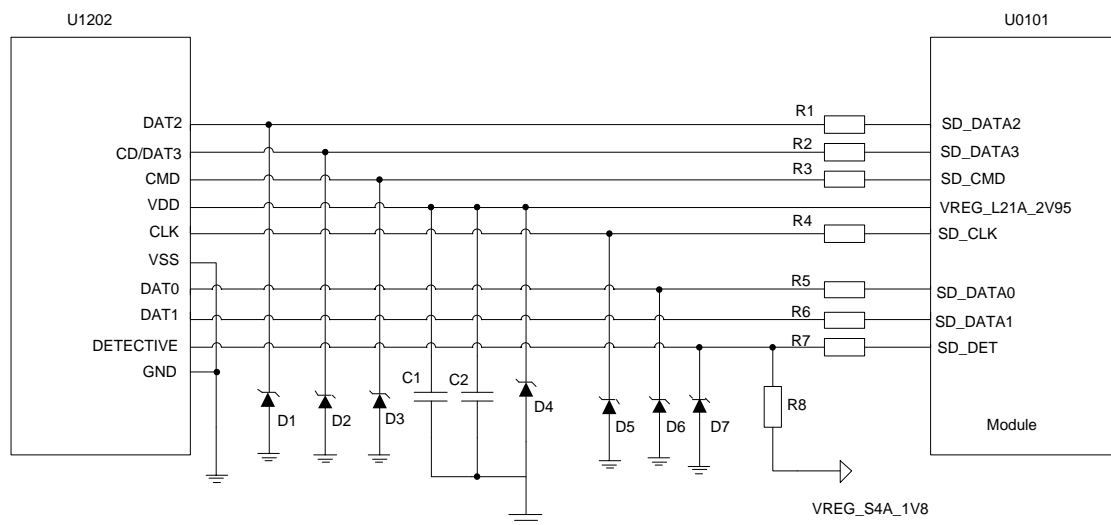 U1202
U0101
DAT2
R1
SD_DATA2
CD/DAT3
R2
SD_DATA3
CMD
R3
SD_CMD
VDD
VREG_L21A_2V95
CLK
R4
SD_CLK
VSS
DAT0
R5
SD_DATA0
DAT1
R6
SD_DATA1
DETECTIVE
R7
SD_DET
GND
C1
C2
D4
R8
D1
D2
D3
D5
D6
D7
Module
VREG_S4A_1V8